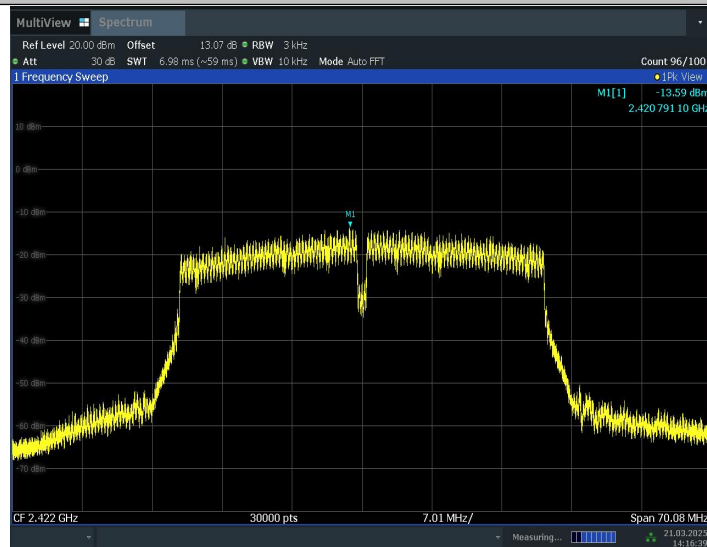 MultiView Spectrum
Ref Level 20.00 dBm Offset 13.07 dB RBW 3 kHz
Att 30 dB SWT 6.98 ms (~59 ms) VBW 10 kHz Mode Auto FFT Count 96/100
1 Frequency Sweep 1Pk View
M1[1] -13.59 dBm
2.420 791 10 GHz
10 dBm
0 dBm
-10 dBm
M1
-20 dBm
-30 dBm
-40 dBm
-50 dBm
-60 dBm
-70 dBm
CF 2.422 GHz 30000 pts 7.01 MHz/ Span 70.08 MHz
Measuring... 21.03.2025
14:16:39